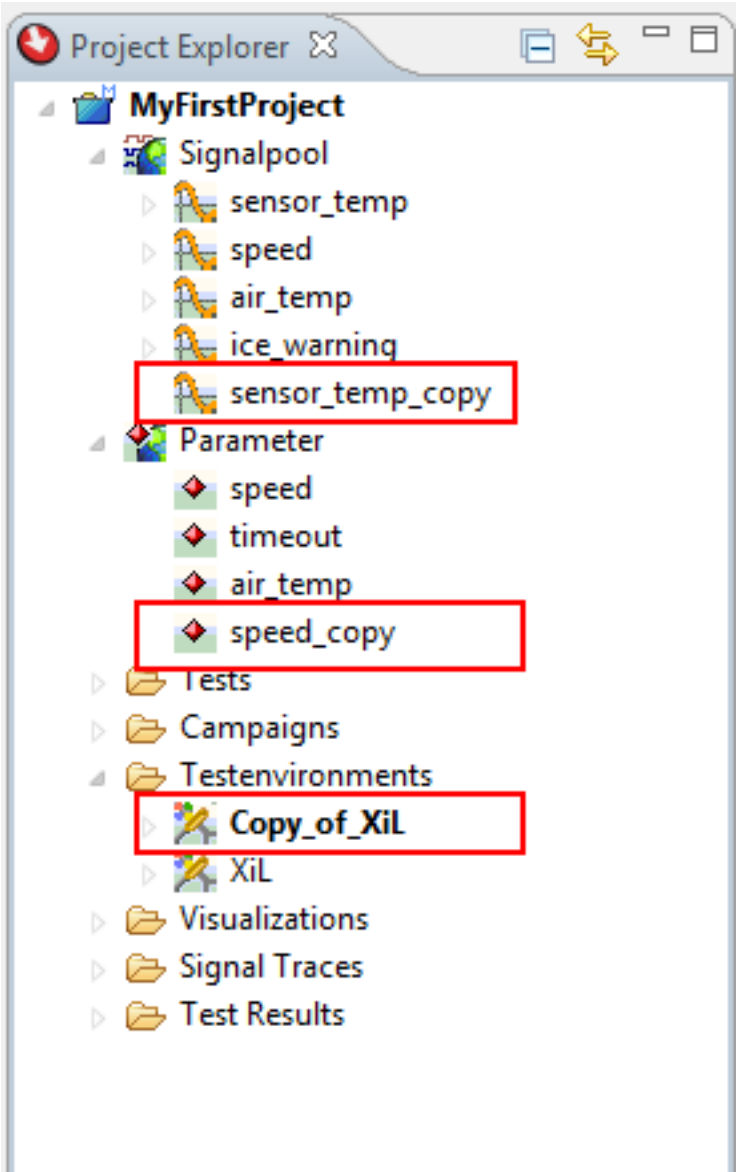 Project Explorer
MyFirstProject
Signalpool
sensor_temp
speed
air_temp
ice_warning
sensor_temp_copy
Parameter
speed
timeout
air_temp
speed_copy
Tests
Campaigns
Testenvironments
Copy_of_XiL
XiL
Visualizations
Signal Traces
Test Results